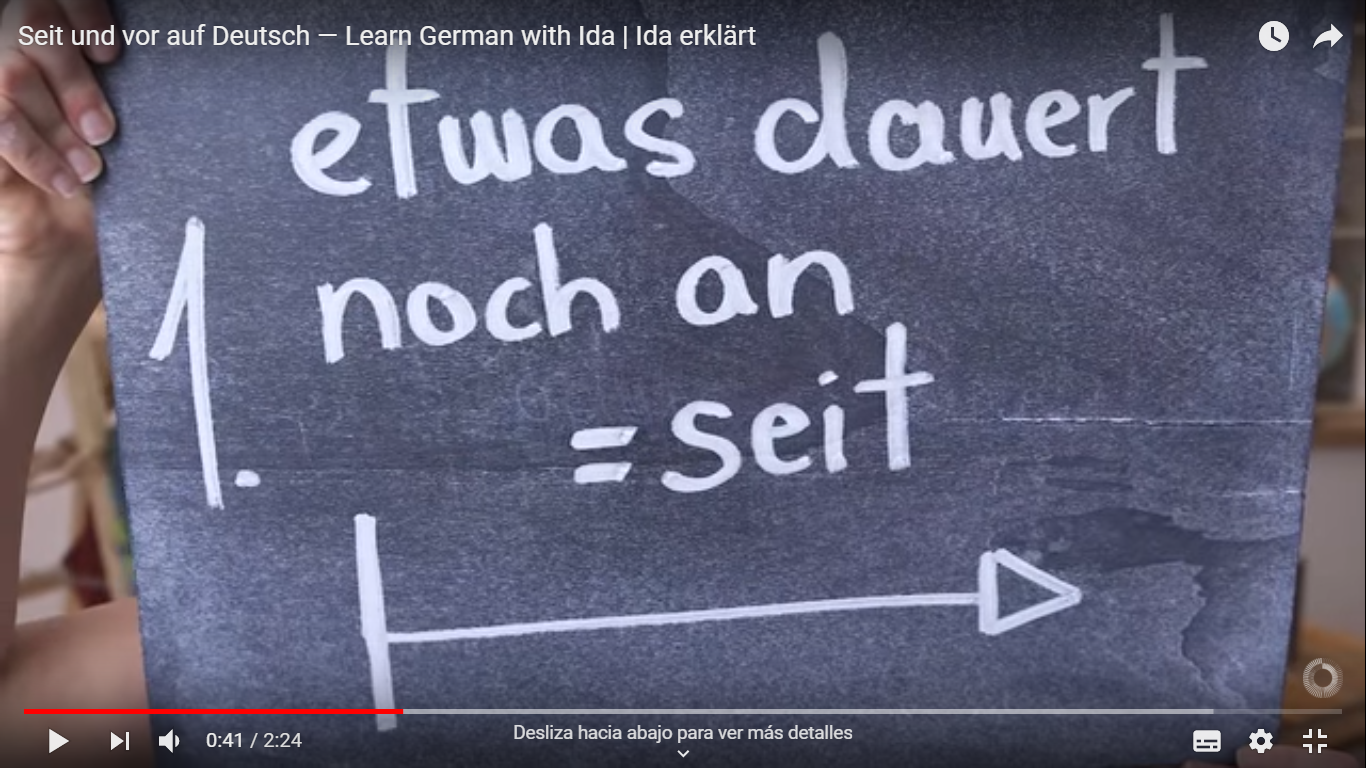 Seit und vor auf Deutsch — Learn German with Ida | Ida erklärt
etwas dauert
1. noch an
= seit
0:41 / 2:24
Desliza hacia abajo para ver más detalles